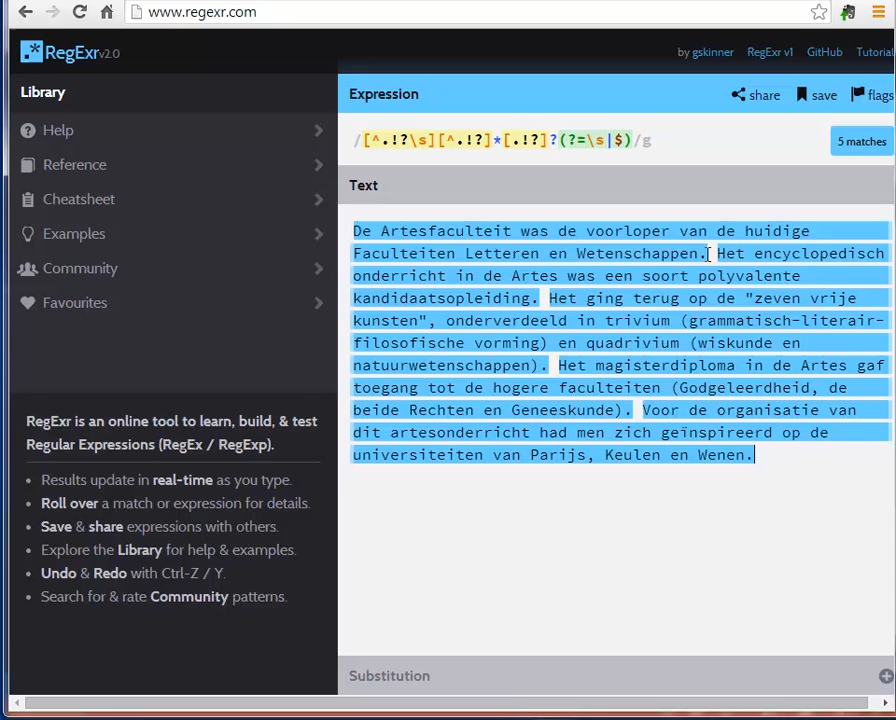 www.regexr.com
.* RegExr v2.0
by gskinner RegExr v1 GitHub Tutorial
Library
Help
Reference
Cheatsheet
Examples
Community
Favourites
RegExr is an online tool to learn, build, & test
Regular Expressions (RegEx / RegExp).
• Results update in real-time as you type.
• Roll over a match or expression for details.
• Save & share expressions with others.
• Explore the Library for help & examples.
• Undo & Redo with Ctrl-Z / Y.
• Search for & rate Community patterns.
Expression
share save flags
/[^.!?\s][^.!?]*[.!?]?(?=\s|$)/g
5 matches
Text
De Artesfaculteit was de voorloper van de huidige
Faculteiten Letteren en Wetenschappen. Het encyclopedisch
onderricht in de Artes was een soort polyvalente
kandidaatsopleiding. Het ging terug op de "zeven vrije
kunsten", onderverdeeld in trivium (grammatisch-literair-
filosofische vorming) en quadrivium (wiskunde en
natuurwetenschappen). Het magisterdiploma in de Artes gaf
toegang tot de hogere faculteiten (Godgeleerdheid, de
beide Rechten en Geneeskunde). Voor de organisatie van
dit artesonderricht had men zich geïnspireerd op de
universiteiten van Parijs, Keulen en Wenen.
Substitution